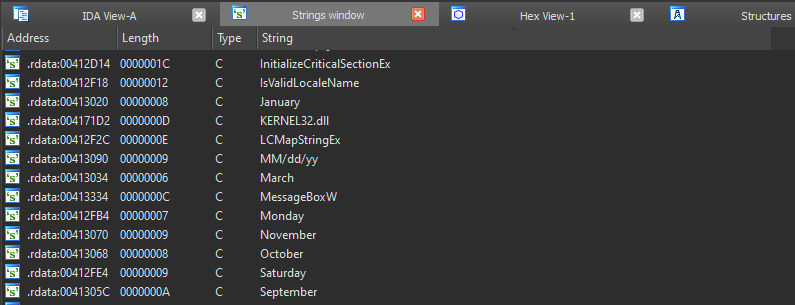 IDA View-A Strings window Hex View-1 Structures
Address Length Type String
.rdata:00412D14 0000001C C InitializeCriticalSectionEx
.rdata:00412F18 00000012 C IsValidLocaleName
.rdata:00413020 00000008 C January
.rdata:004171D2 0000000D C KERNEL32.dll
.rdata:00412F2C 0000000E C LCMapStringEx
.rdata:00413090 00000009 C MM/dd/yy
.rdata:00413034 00000006 C March
.rdata:00413334 0000000C C MessageBoxW
.rdata:00412FB4 00000007 C Monday
.rdata:00413070 00000009 C November
.rdata:00413068 00000008 C October
.rdata:00412FE4 00000009 C Saturday
.rdata:0041305C 0000000A C September